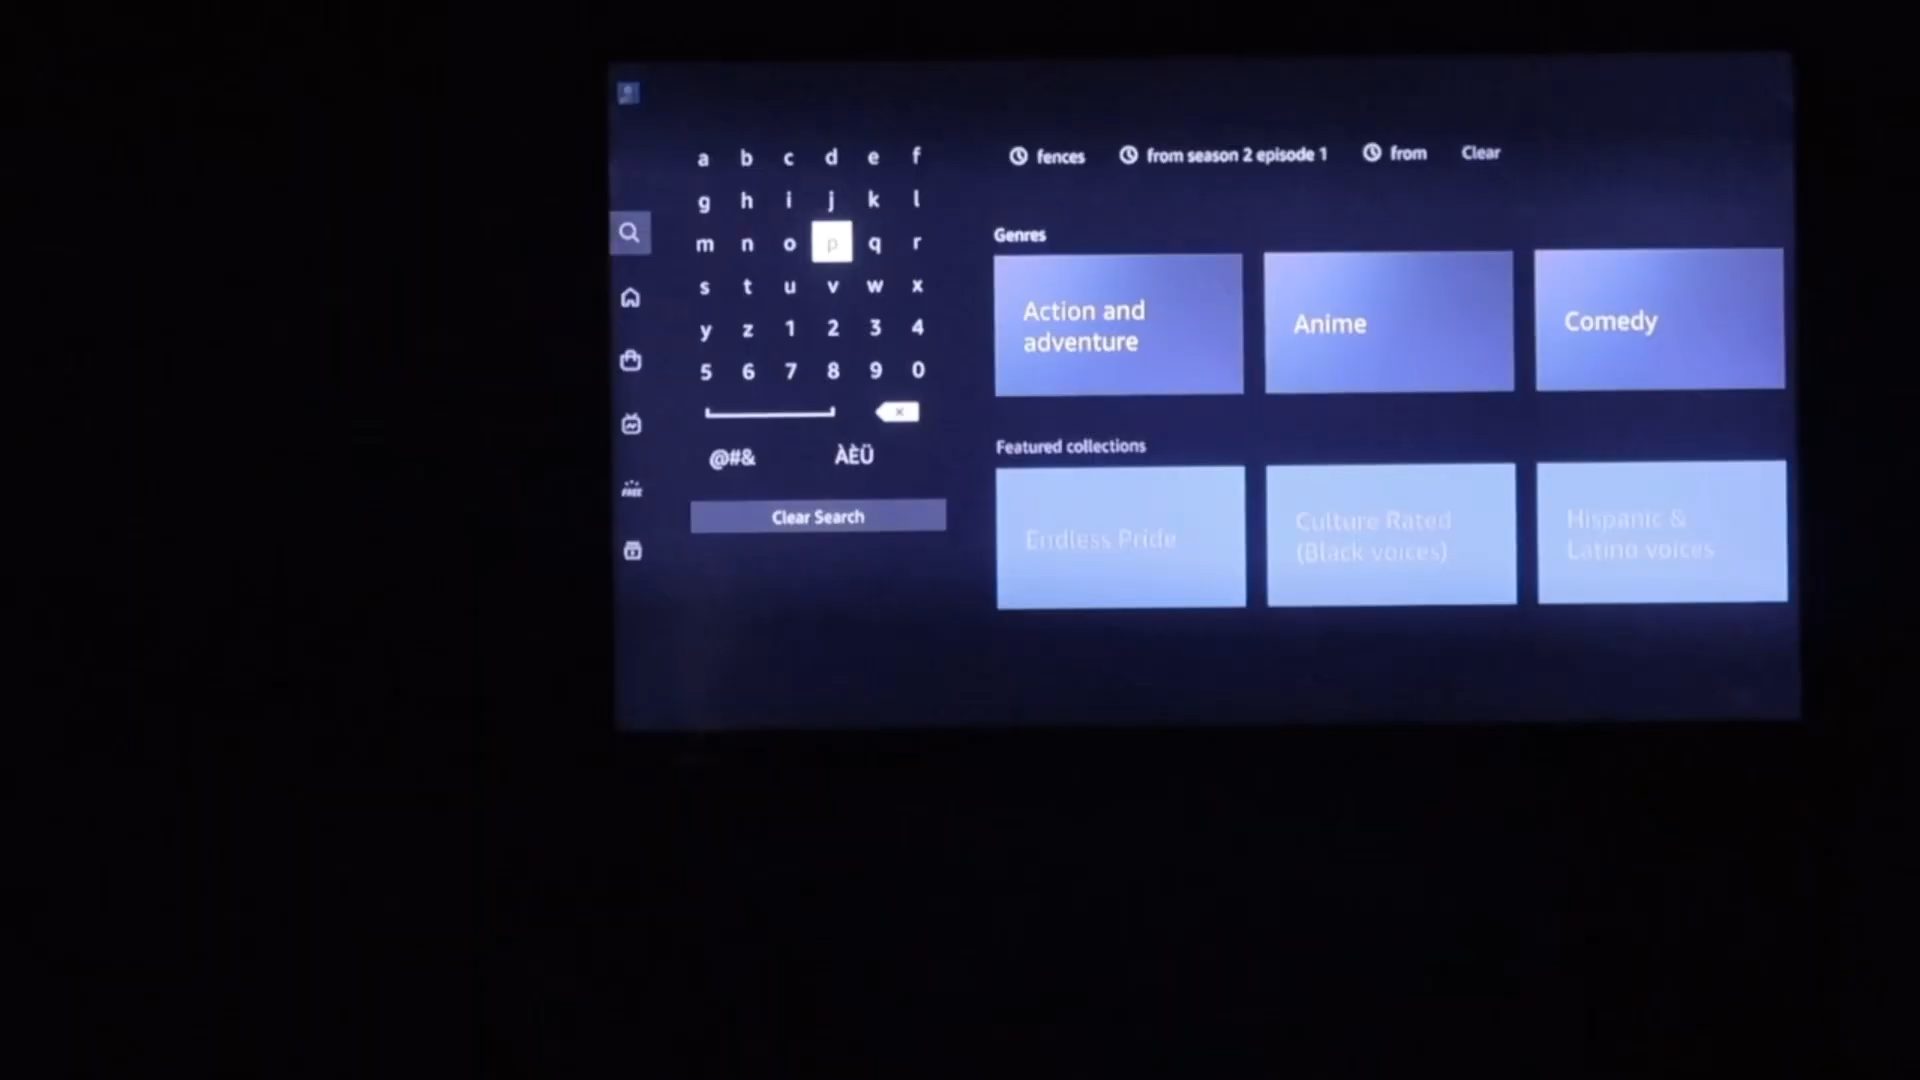 a b c d e f
g h i j k l
m n o p q r
s t u v w x
y z 1 2 3 4
5 6 7 8 9 0
@#& ÀÈÜ
Clear Search
FREE
fences from season 2 episode 1 from Clear
Genres
Action and
adventure
Anime
Comedy
Featured collections
Endless Pride
Culture Rated
(Black voices)
Hispanic &
Latino voices